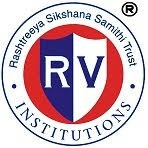 ®
Rashtreeya Sikshana Samithi Trust
RV
INSTITUTIONS